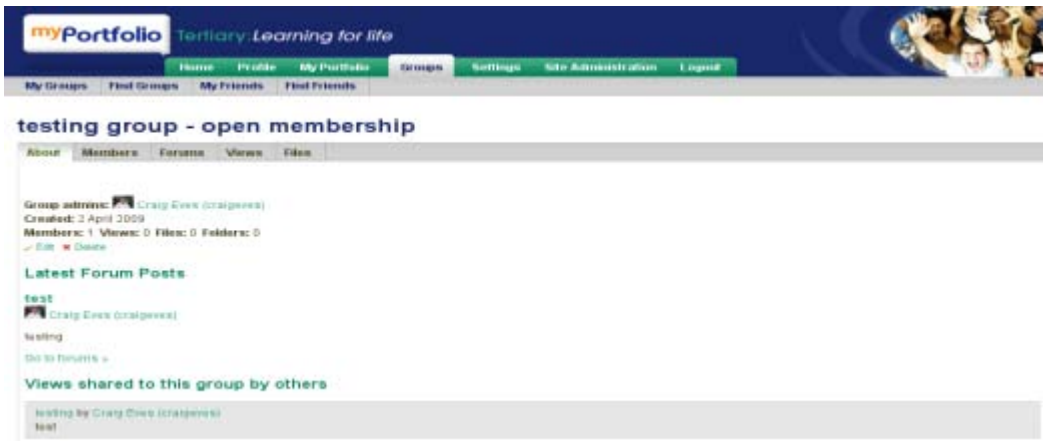 myPortfolio Tertiary:Learning for life
Home Profile My Portfolio Groups Settings Site Administration Logout
My Groups Find Groups My Friends Find Friends
testing group - open membership
About Members Forums Views Files
Group admins: Craig Eves (craigeves)
Created: 2 April 2009
Members: 1 Views: 0 Files: 0 Folders: 0
Edit Delete
Latest Forum Posts
test
Craig Eves (craigeves)
testing
Go to forums »
Views shared to this group by others
testing by Craig Eves (craigeves)
test